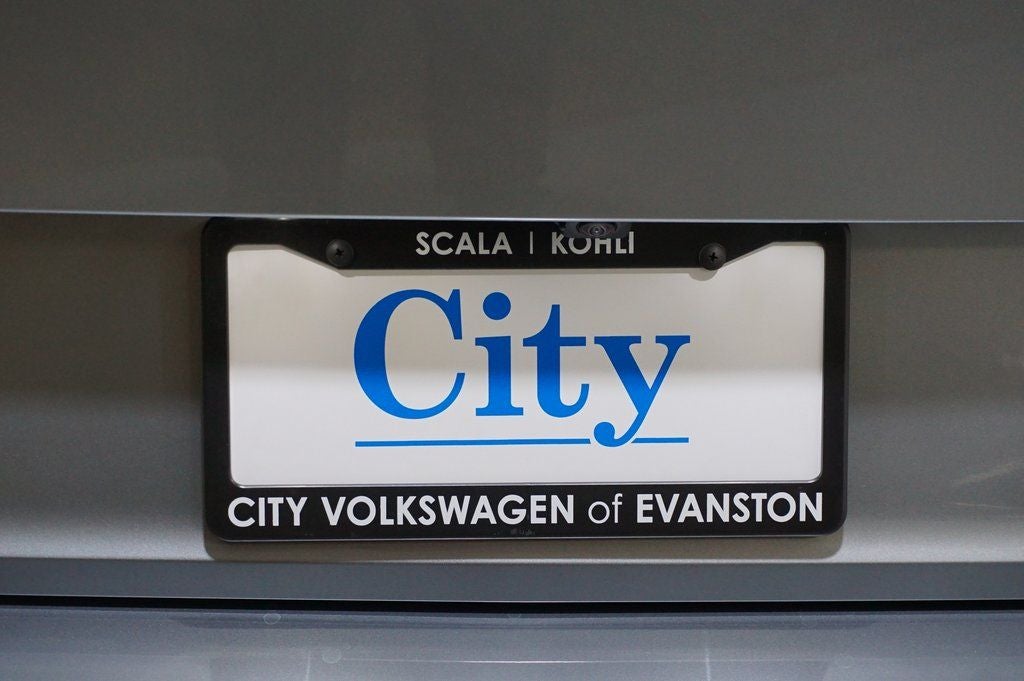 SCALA | KOHLI
City
CITY VOLKSWAGEN of EVANSTON